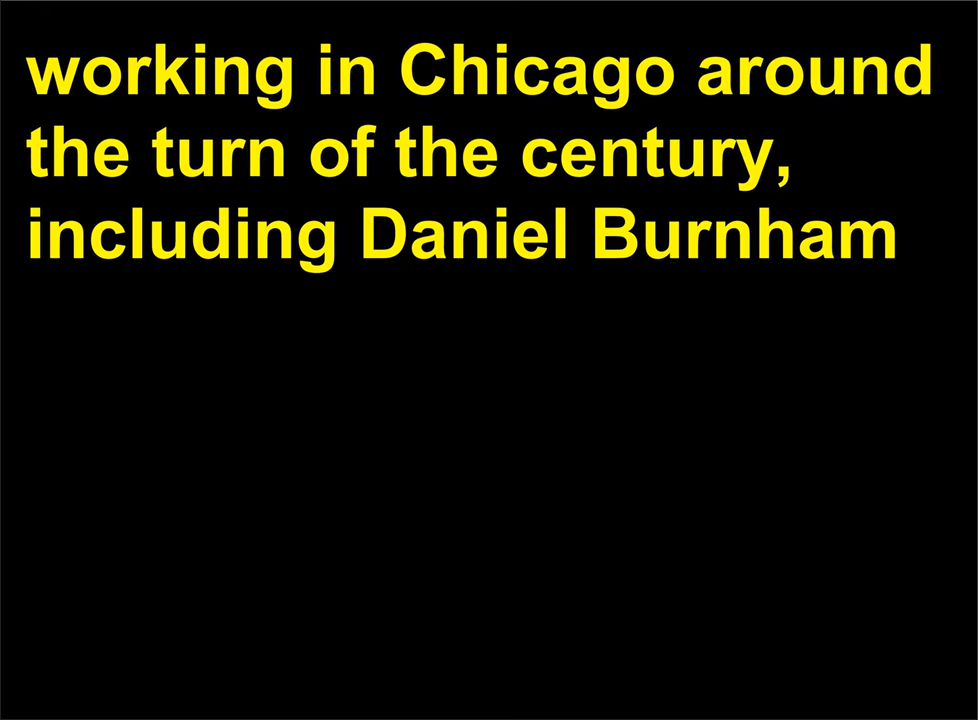 working in Chicago around
the turn of the century,
including Daniel Burnham